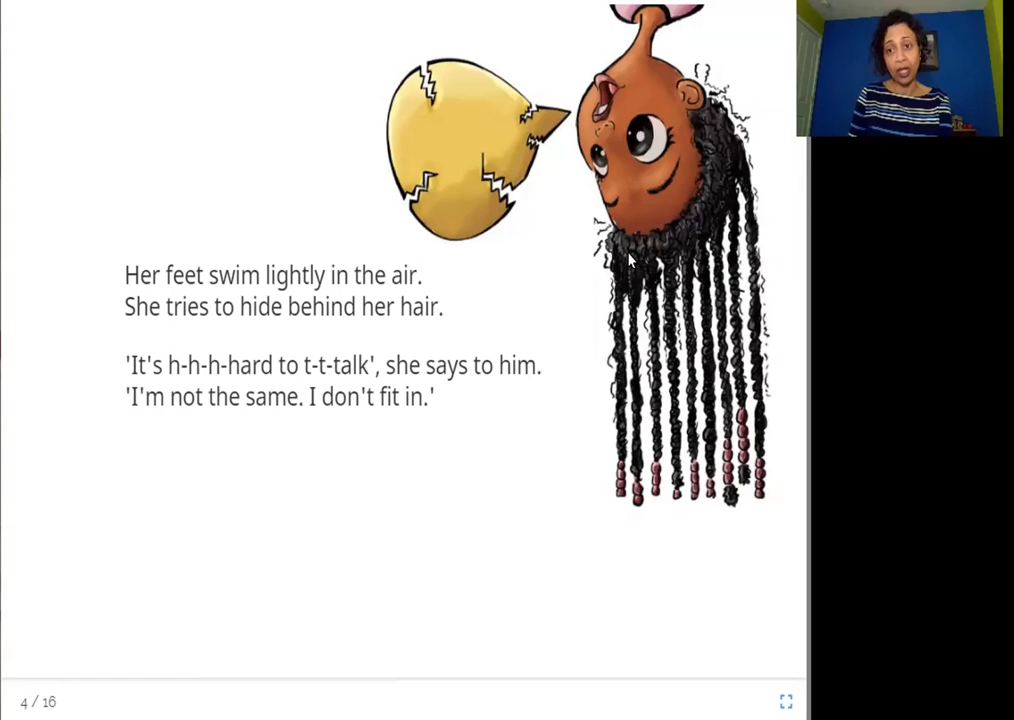 Her feet swim lightly in the air.
She tries to hide behind her hair.
'It's h-h-h-hard to t-t-talk', she says to him.
'I'm not the same. I don't fit in.'
4 / 16